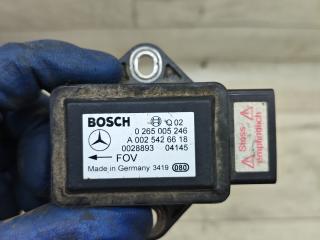 BOSCH 02
0 265 005 246
A 002 542 66 18
0028893 04145
FOV
Made in Germany 3419 080
Stoss-
empfindlich